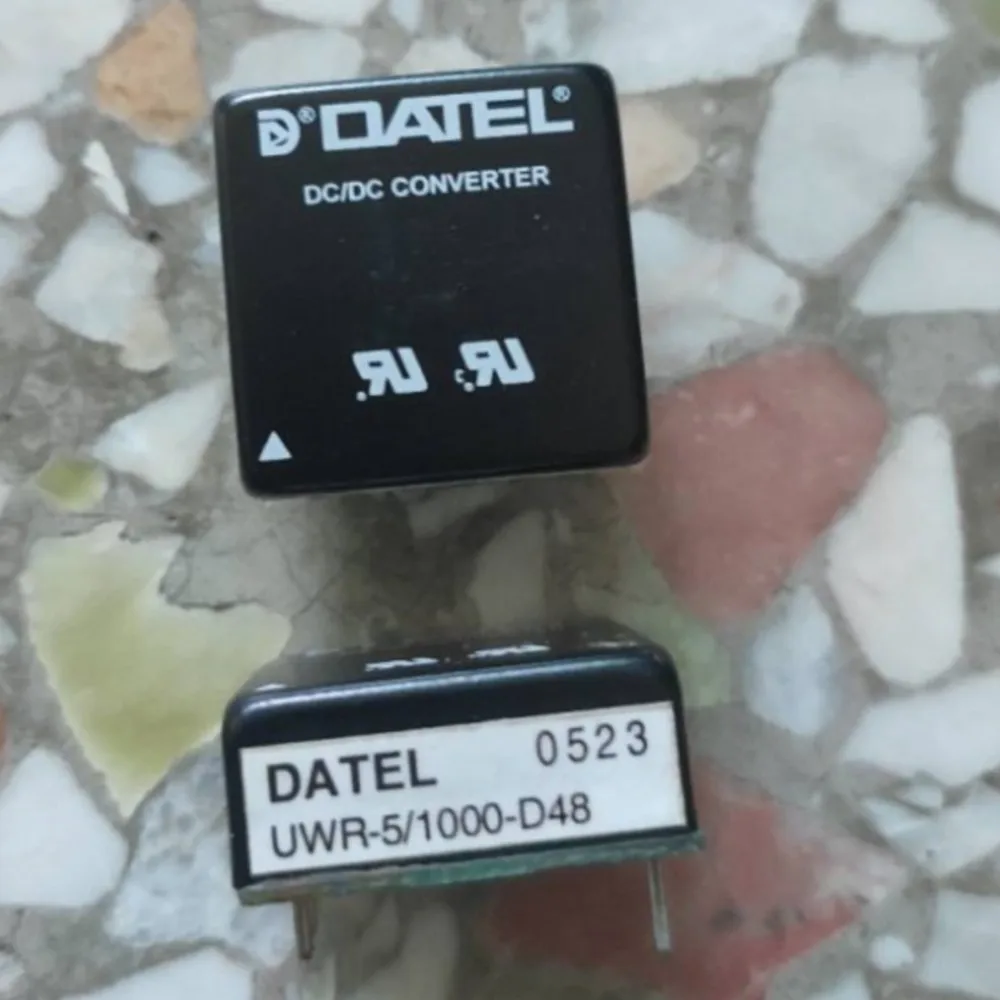 D® DATEL®
DC/DC CONVERTER
DATEL 0523
UWR-5/1000-D48